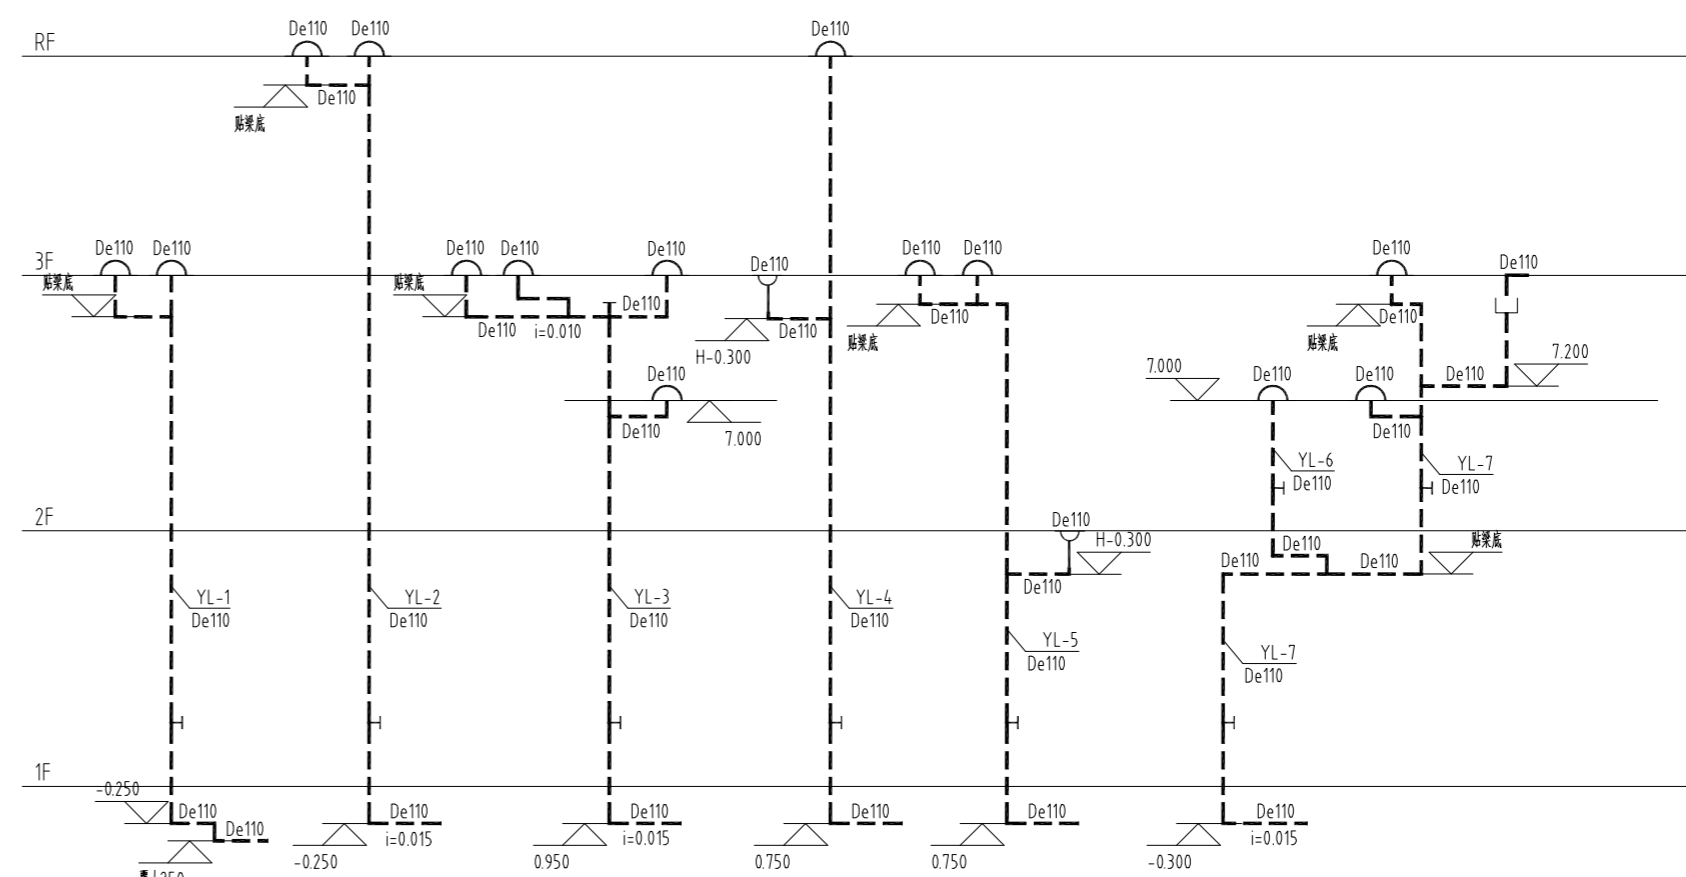 De110 De110 De110
RF
De110
贴梁底
De110 De110 De110 De110 De110 De110 De110 De110 De110 De110
3F
贴梁底 贴梁底
De110
De110 i=0.010 De110 De110 De110
H-0.300 贴梁底 贴梁底
7.200
7.000 De110 De110 De110 De110
De110 De110
7.000
YL-6 YL-7
De110 De110
2F
De110
H-0.300 贴梁底
De110 De110 De110
De110
YL-1 YL-2 YL-3 YL-4
De110 De110 De110 De110
YL-5 YL-7
De110 De110
1F
-0.250
De110 De110 De110 De110 De110 De110
De110 i=0.015 i=0.015 i=0.015
-0.250 0.950 0.750 0.750 -0.300